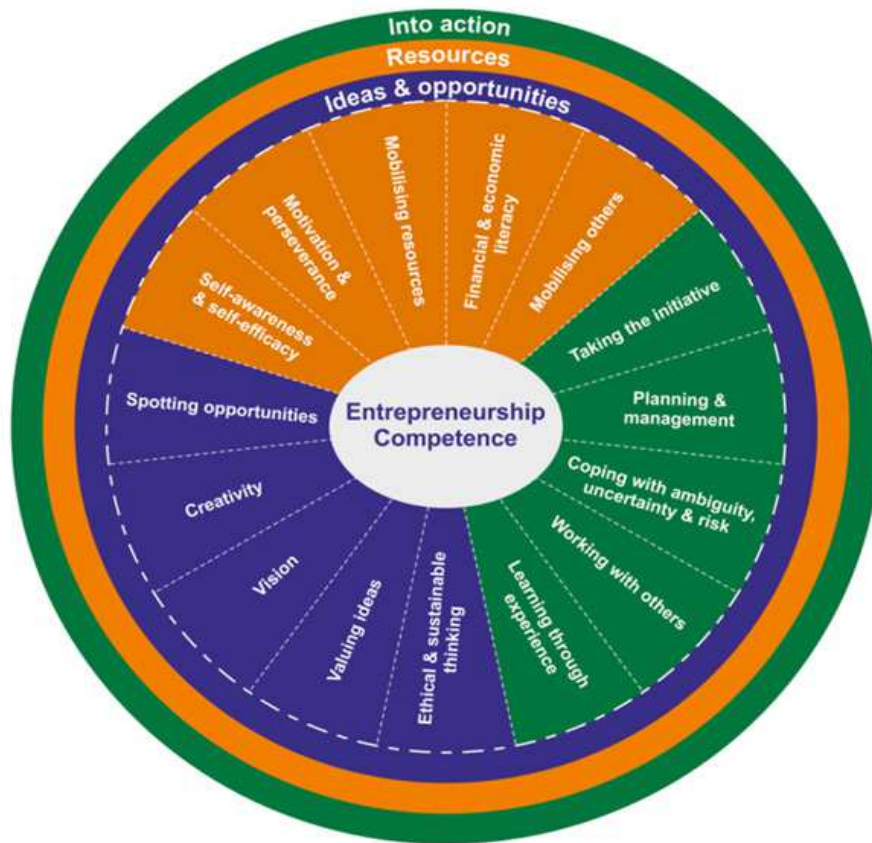 Into action
Resources
Ideas & opportunities
Mobilising resources
Financial & economic
literacy
Mobilising others
Motivation &
perseverance
Self-awareness
& self-efficacy
Taking the initiative
Spotting opportunities
Planning &
management
Entrepreneurship
Competence
Creativity
Coping with ambiguity,
uncertainty & risk
Vision
Working with others
Valuing ideas
Ethical & sustainable
thinking
Learning through
experience